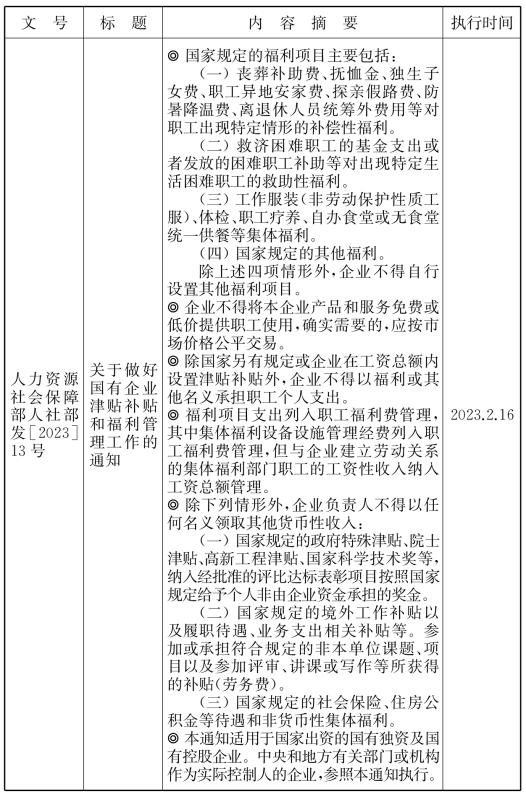 文 号
标 题
内 容 摘 要
执行时间
人力资源
社会保障
部人社部
发[2023]
13 号
关于做好
国有企业
津贴补贴
和福利管
理工作的
通知
◎ 国家规定的福利项目主要包括:
(一) 丧葬补助费、抚恤金、独生子
女费、职工异地安家费、探亲假路费、防
暑降温费、离退休人员统筹外费用等对
职工出现特定情形的补偿性福利。
(二) 救济困难职工的基金支出或
者发放的困难职工补助等对出现特定生
活困难职工的救助性福利。
(三) 工作服装(非劳动保护性质工
服)、体检、职工疗养、自办食堂或无食堂
统一供餐等集体福利。
(四) 国家规定的其他福利。
除上述四项情形外,企业不得自行
设置其他福利项目。
◎ 企业不得将本企业产品和服务免费或
低价提供职工使用,确实需要的,应按市
场价格公平交易。
◎ 除国家另有规定或企业在工资总额内
设置津贴补贴外,企业不得以福利或其
他名义承担职工个人支出。
◎ 福利项目支出列入职工福利费管理,
其中集体福利设备设施管理经费列入职
工福利费管理,但与企业建立劳动关系
的集体福利部门职工的工资性收入纳入
工资总额管理。
◎ 除下列情形外,企业负责人不得以任
何名义领取其他货币性收入:
(一) 国家规定的政府特殊津贴、院士
津贴、高新工程津贴、国家科学技术奖等,
纳入经批准的评比达标表彰项目按照国家
规定给予个人非由企业资金承担的奖金。
(二) 国家规定的境外工作补贴以
及履职待遇、业务支出相关补贴等。参
加或承担符合规定的非本单位课题、项
目以及参加评审、讲课或写作等所获得
的补贴(劳务费)。
(三) 国家规定的社会保险、住房公
积金等待遇和非货币性集体福利。
◎ 本通知适用于国家出资的国有独资及国
有控股企业。中央和地方有关部门或机构
作为实际控制人的企业,参照本通知执行。
2023.2.16